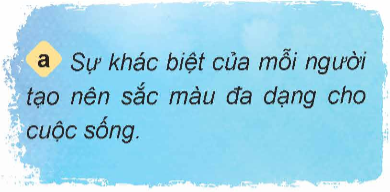 a Sự khác biệt của mỗi người
tạo nên sắc màu đa dạng cho
cuộc sống.